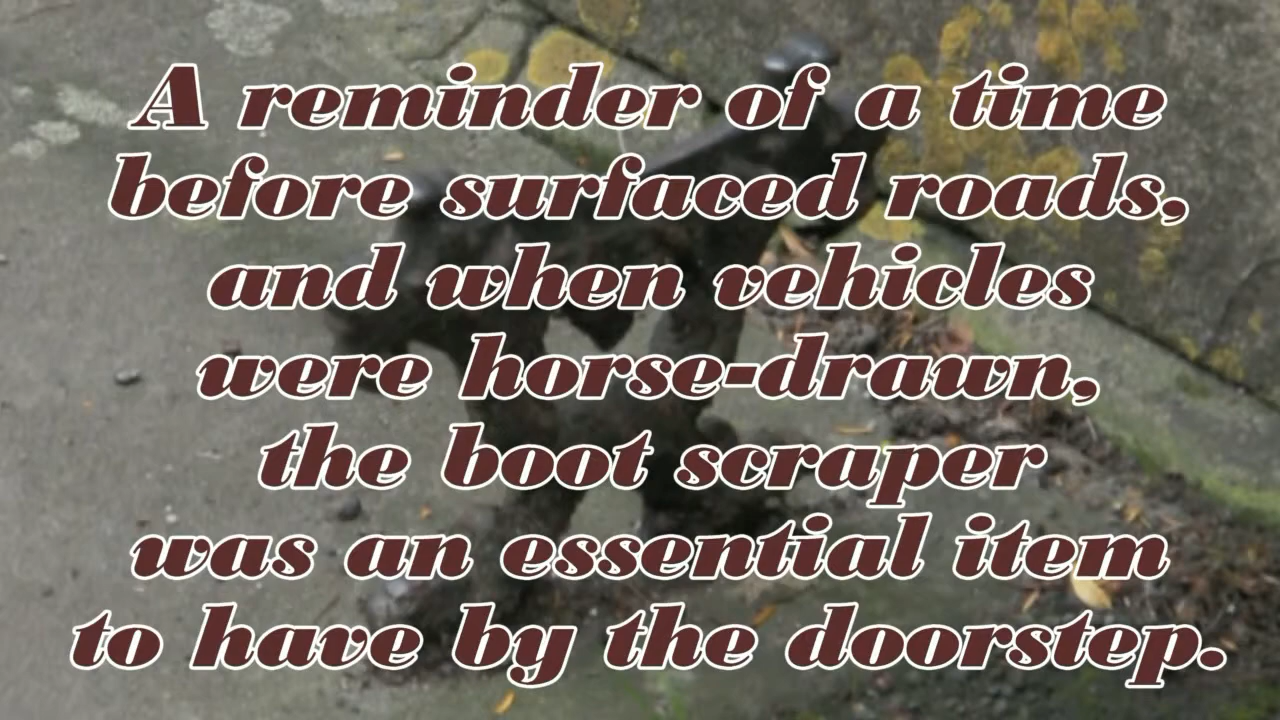 A reminder of a time
before surfaced roads,
and when vehicles
were horse-drawn,
the boot scraper
was an essential item
to have by the doorstep.